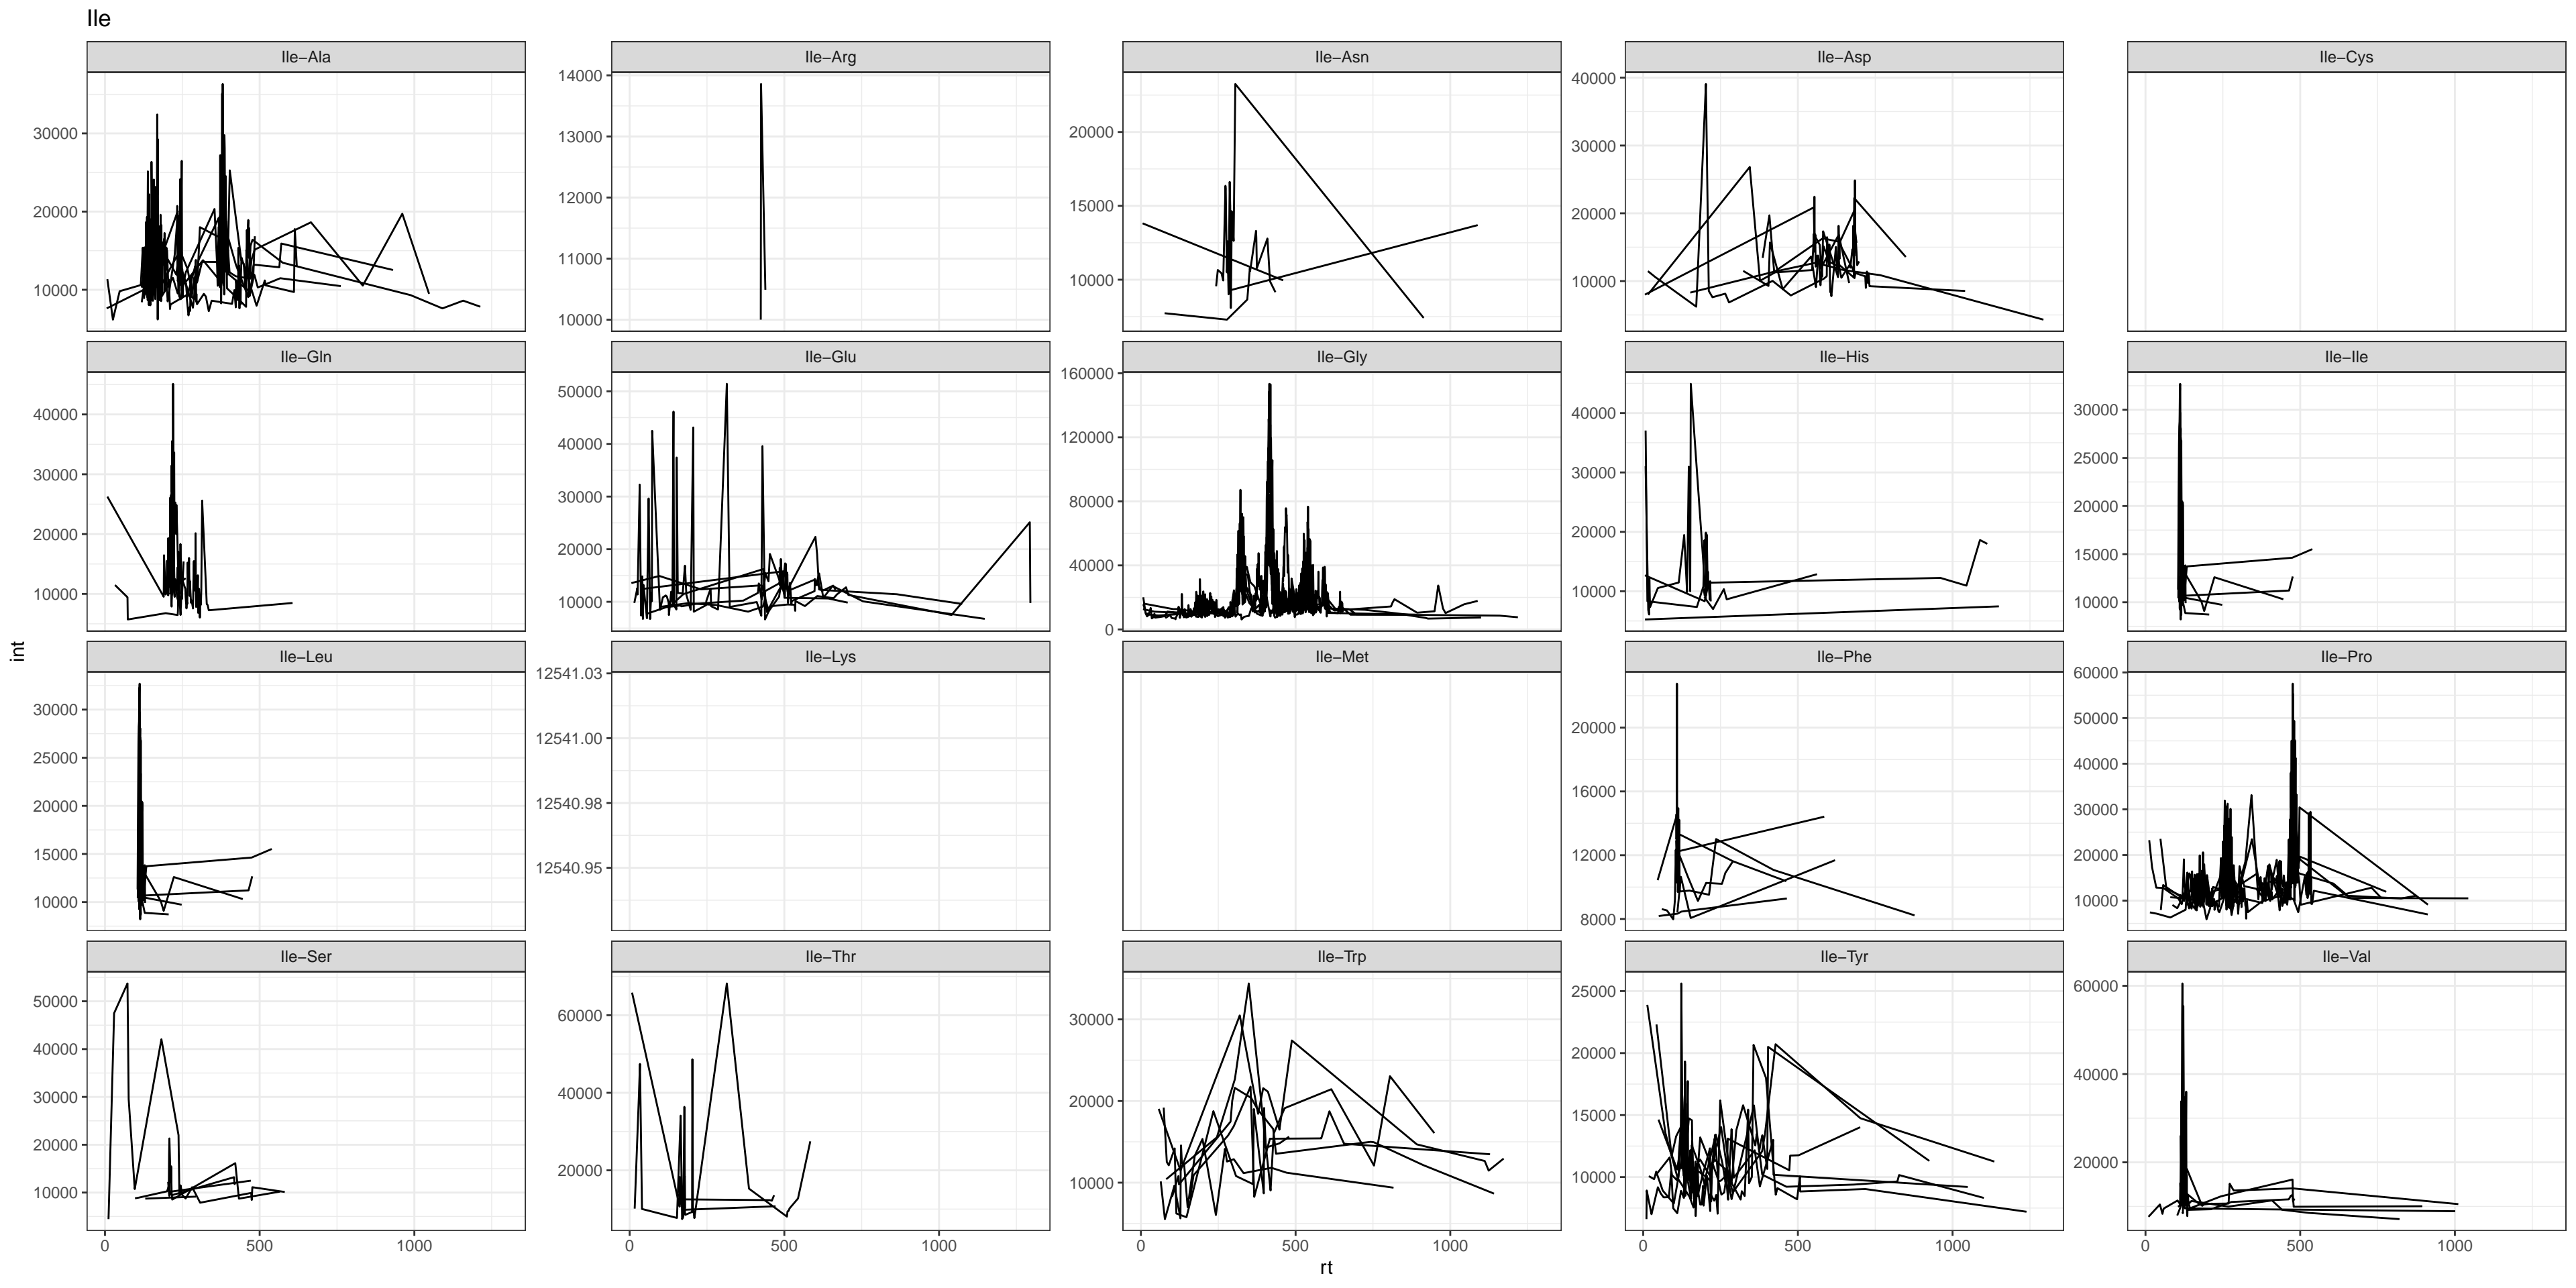 Ile
Ile−Ala Ile−Arg Ile−Asn Ile−Asp Ile−Cys
30000 20000 10000
14000 13000 12000 11000 10000
20000 15000 10000
40000 30000 20000 10000
Ile−Gln Ile−Glu Ile−Gly Ile−His Ile−Ile
40000 30000 20000 10000
50000 40000 30000 20000 10000
160000 120000 80000 40000 0
40000 30000 20000 10000
30000 25000 20000 15000 10000
int
Ile−Leu Ile−Lys Ile−Met Ile−Phe Ile−Pro
30000 25000 20000 15000 10000
12541.03 12541.00 12540.98 12540.95
20000 16000 12000 8000
60000 50000 40000 30000 20000 10000
Ile−Ser Ile−Thr Ile−Trp Ile−Tyr Ile−Val
50000 40000 30000 20000 10000
60000 40000 20000
30000 20000 10000
25000 20000 15000 10000
60000 40000 20000
0 500 1000 0 500 1000 0 500 1000 0 500 1000 0 500 1000
rt